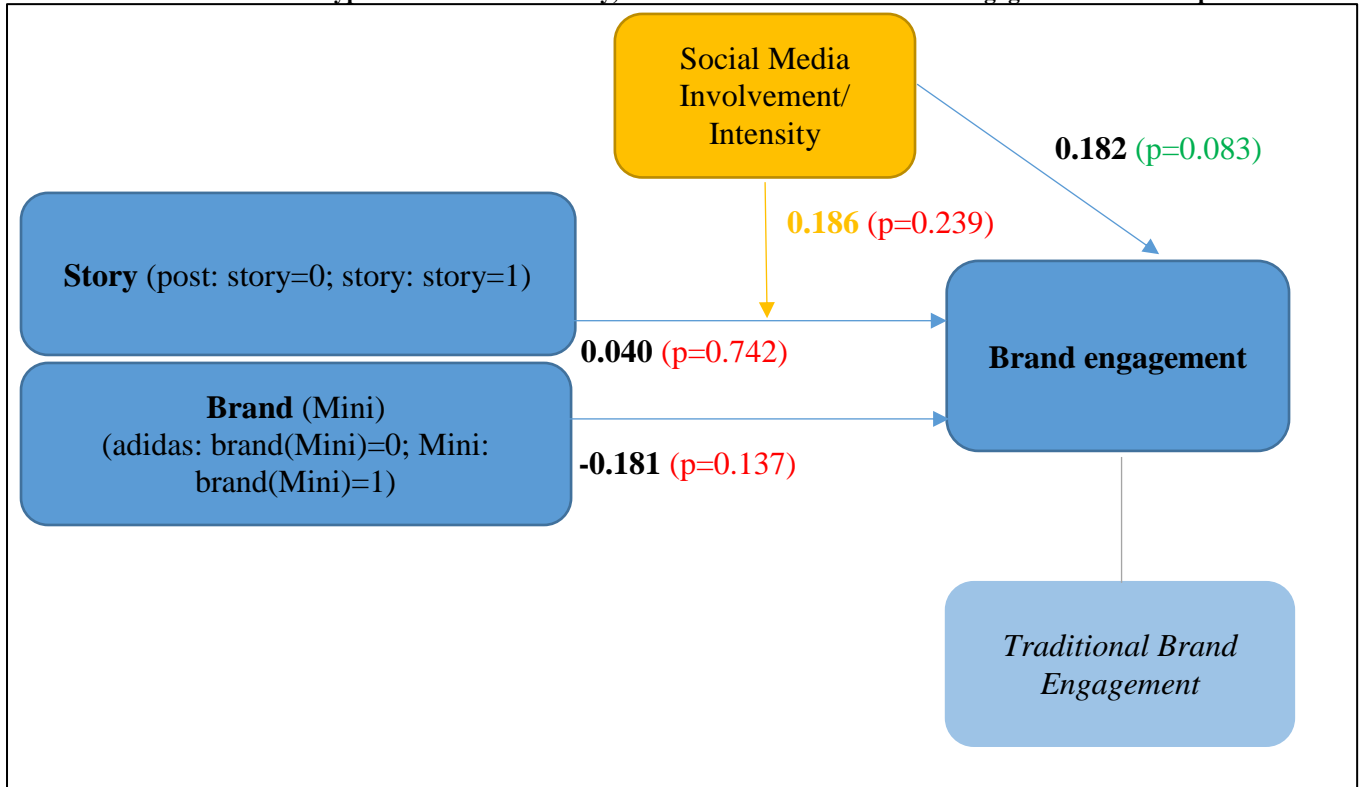 Social Media
Involvement/
Intensity
0.182 (p=0.083)
0.186 (p=0.239)
Story (post: story=0; story: story=1)
0.040 (p=0.742)
Brand engagement
Brand (Mini)
(adidas: brand(Mini)=0; Mini:
brand(Mini)=1)
-0.181 (p=0.137)
Traditional Brand
Engagement